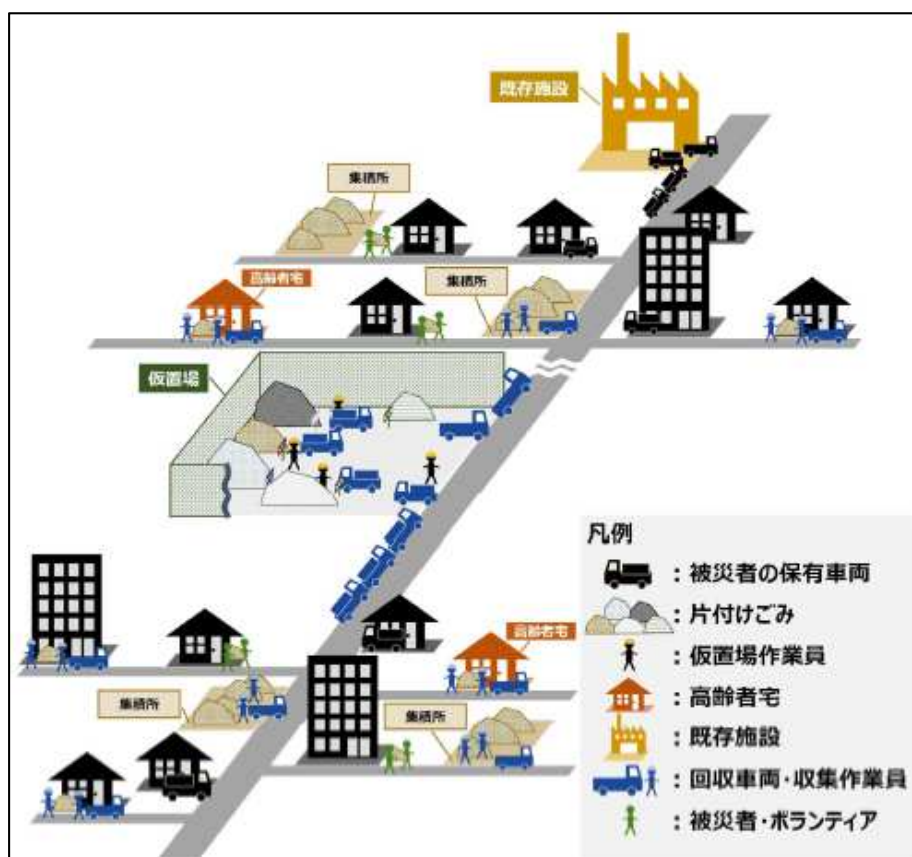 既存施設
集積所
高齢者宅
集積所
仮置場
高齢者宅
集積所
集積所
凡例
：被災者の保有車両
：片付けごみ
：仮置場作業員
：高齢者宅
：既存施設
：回収車両・収集作業員
：被災者・ボランティア